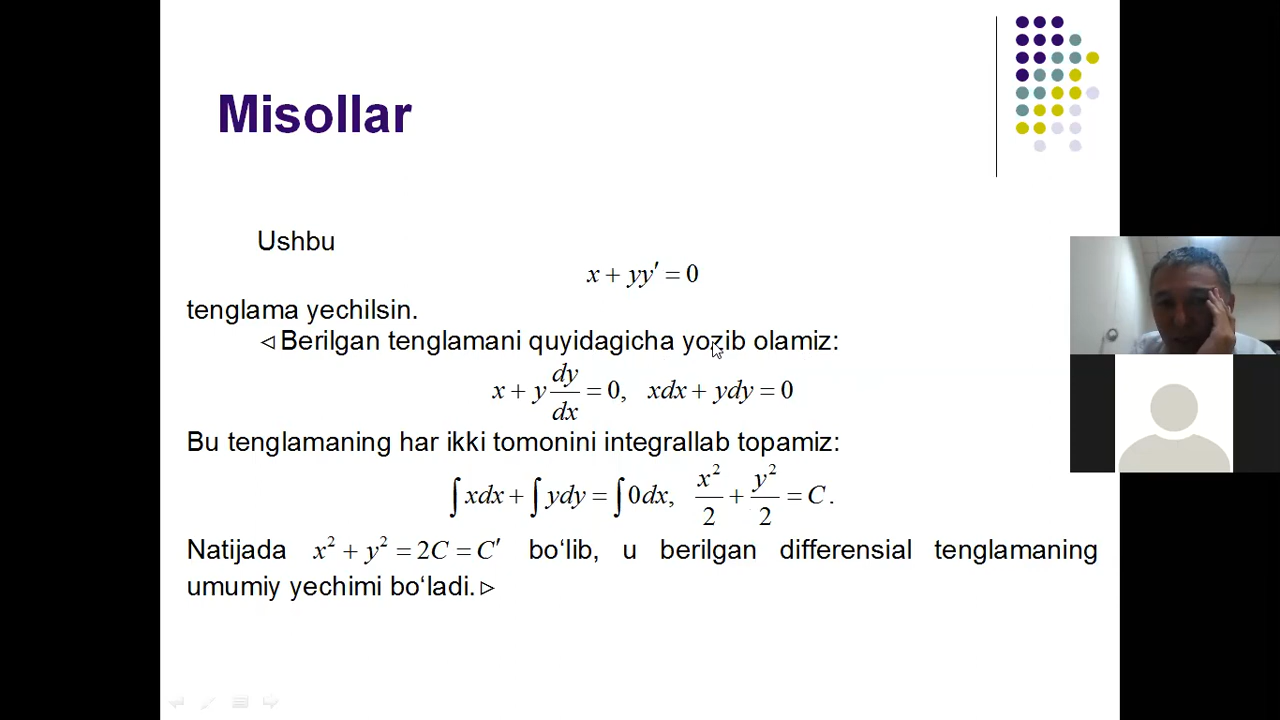 Misollar
Ushbu
x + yy′ = 0
tenglama yechilsin.
◃ Berilgan tenglamani quyidagicha yozib olamiz:
x + y dy/dx = 0, xdx + ydy = 0
Bu tenglamaning har ikki tomonini integrallab topamiz:
∫xdx + ∫ydy = ∫0dx, x²/2 + y²/2 = C.
Natijada x² + y² = 2C = C′ bo‘lib, u berilgan differensial tenglamaning
umumiy yechimi bo‘ladi. ▹